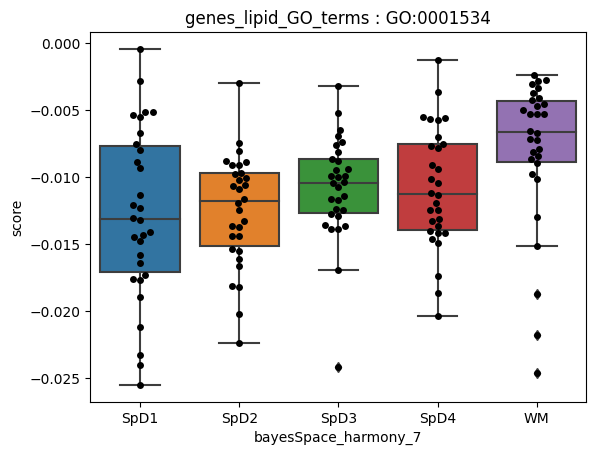 genes_lipid_GO_terms : GO:0001534
0.000
−0.005
−0.010
−0.015
−0.020
−0.025
score
SpD1 SpD2 SpD3 SpD4 WM
bayesSpace_harmony_7